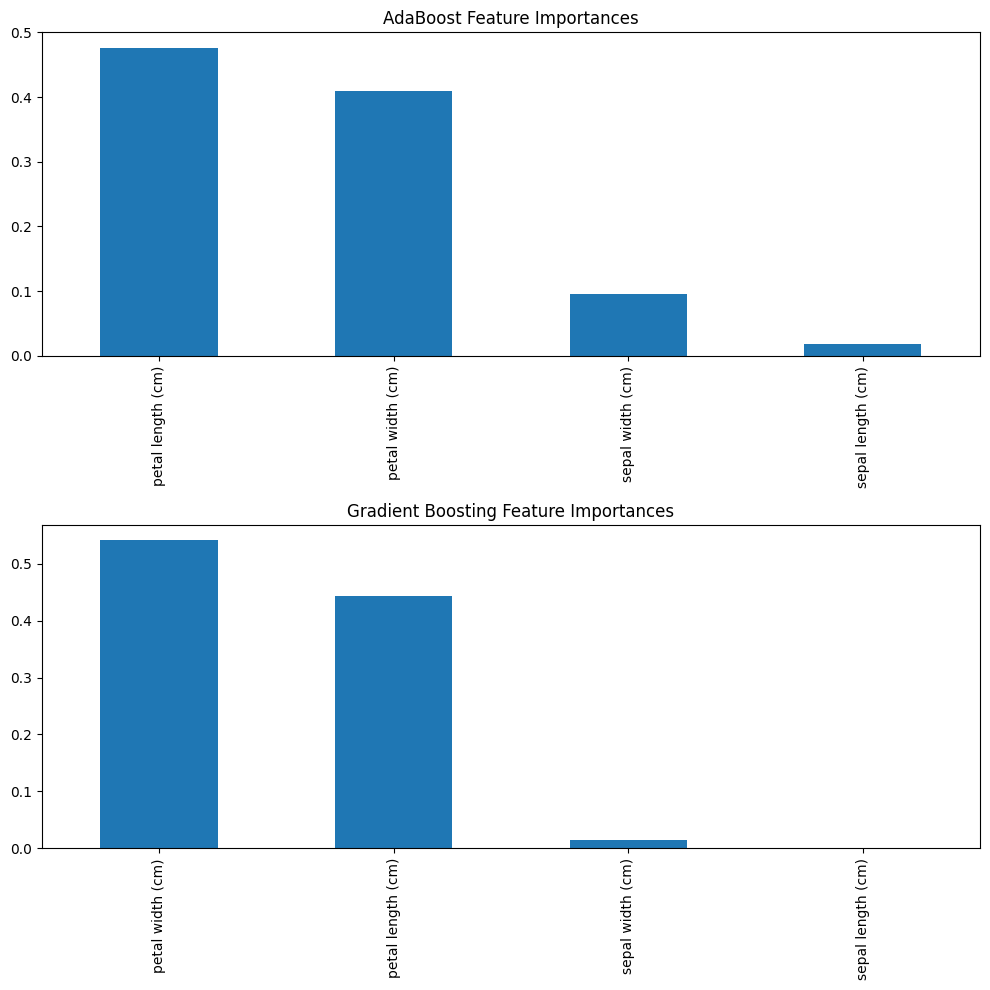 AdaBoost Feature Importances
0.5
0.4
0.3
0.2
0.1
0.0
petal length (cm)
petal width (cm)
sepal width (cm)
sepal length (cm)
Gradient Boosting Feature Importances
0.5
0.4
0.3
0.2
0.1
0.0
petal width (cm)
petal length (cm)
sepal width (cm)
sepal length (cm)